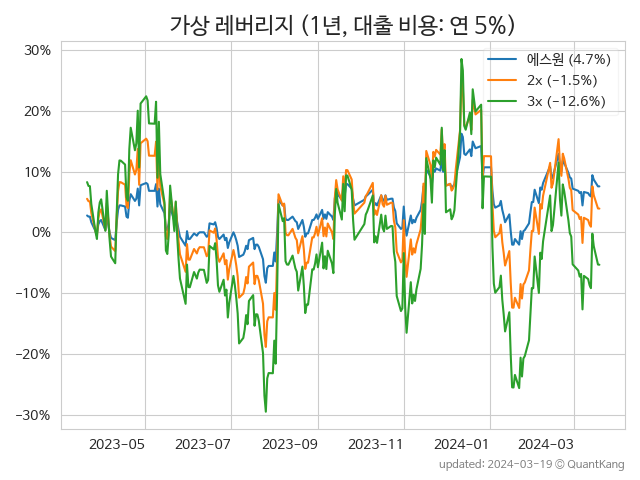 가상 레버리지 (1년, 대출 비용: 연 5%)
30%
20%
10%
0%
−10%
−20%
−30%
에스원 (4.7%)
2x (−1.5%)
3x (−12.6%)
2023-05
2023-07
2023-09
2023-11
2024-01
2024-03
updated: 2024-03-19 © QuantKang